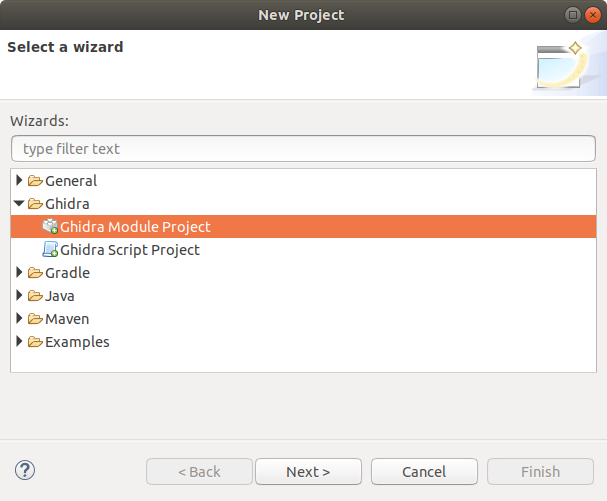 New Project
Select a wizard
Wizards:
type filter text
General
Ghidra
Ghidra Module Project
Ghidra Script Project
Gradle
Java
Maven
Examples
? < Back Next > Cancel Finish